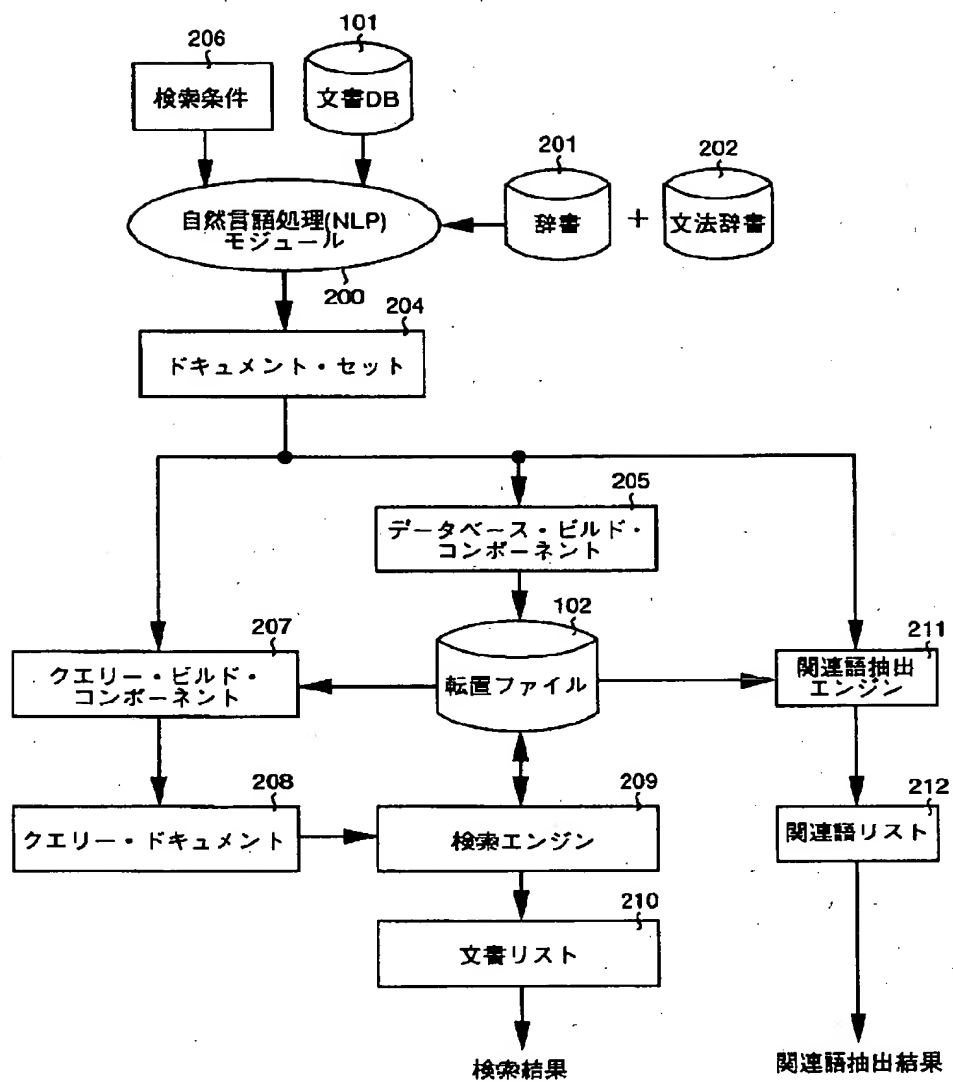 206
101
検索条件
文書DB
201
202
自然言語処理(NLP)
モジュール
辞書
+
文法辞書
200
204
ドキュメント・セット
205
データベース・ビルド・
コンポーネント
207
102
211
クエリー・ビルド・
コンポーネント
転置ファイル
関連語抽出
エンジン
208
209
212
クエリー・ドキュメント
検索エンジン
関連語リスト
210
文書リスト
検索結果
関連語抽出結果